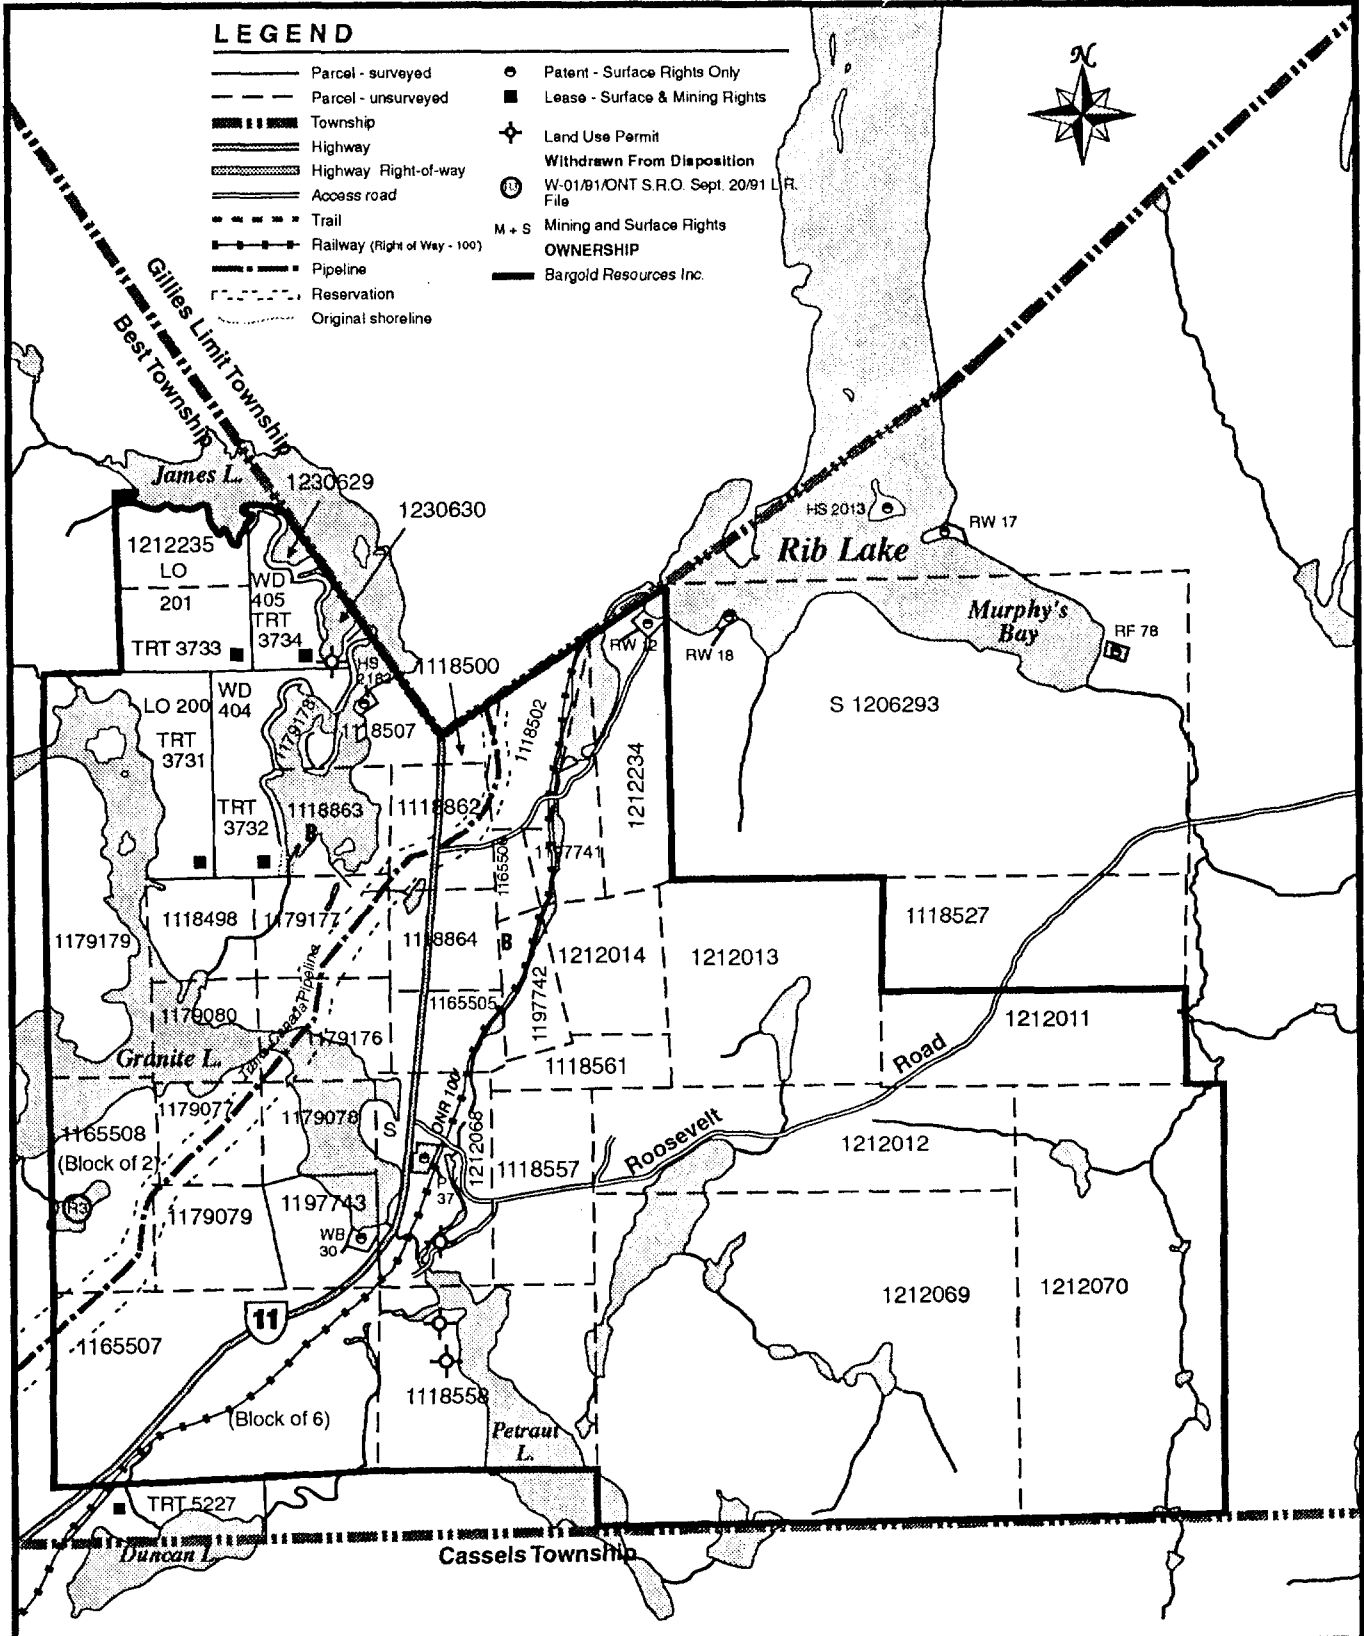 LEGEND
Parcel - surveyed
Parcel - unsurveyed
Township
Highway
Highway Right-of-way
Access road
Trail
Railway (Right of Way - 100')
Pipeline
Reservation
Original shoreline
Patent - Surface Rights Only
Lease - Surface & Mining Rights
Land Use Permit
Withdrawn From Disposition
W-01/91/ONT S.R.O. Sept. 20/91 L.R.
File
M + S Mining and Surface Rights
OWNERSHIP
Bargold Resources Inc.
N
Gillies Limit Township
Best Township
James L.
1230629
1230630
1212235
LO
201
TRT 3733
WD
405
TRT
3734
HS 2013
RW 17
Rib Lake
Murphy's
Bay
RF 78
RW 12
RW 18
S 1206293
HS
1118500
LO 200
TRT
3731
WD
404
TRT
3732
1179178
1118507
1118502
1212234
1118863
B
1118862
1197741
1179179
1118498
1179177
1118864
B
1212014
1212013
1118527
Trans Canada Pipeline
1179080
1165505
1197742
1179176
1212011
Granite L.
1118561
Road
ONR 100'
1179077
1179078
S
1212068
1165508
(Block of 2)
1118557
Roosevelt
1212012
P
37
R3
1179079
1197743
WB
30
1212069
1212070
11
1165507
1118558
(Block of 6)
Petraut
L.
TRT 5227
Duncan L.
Cassels Township